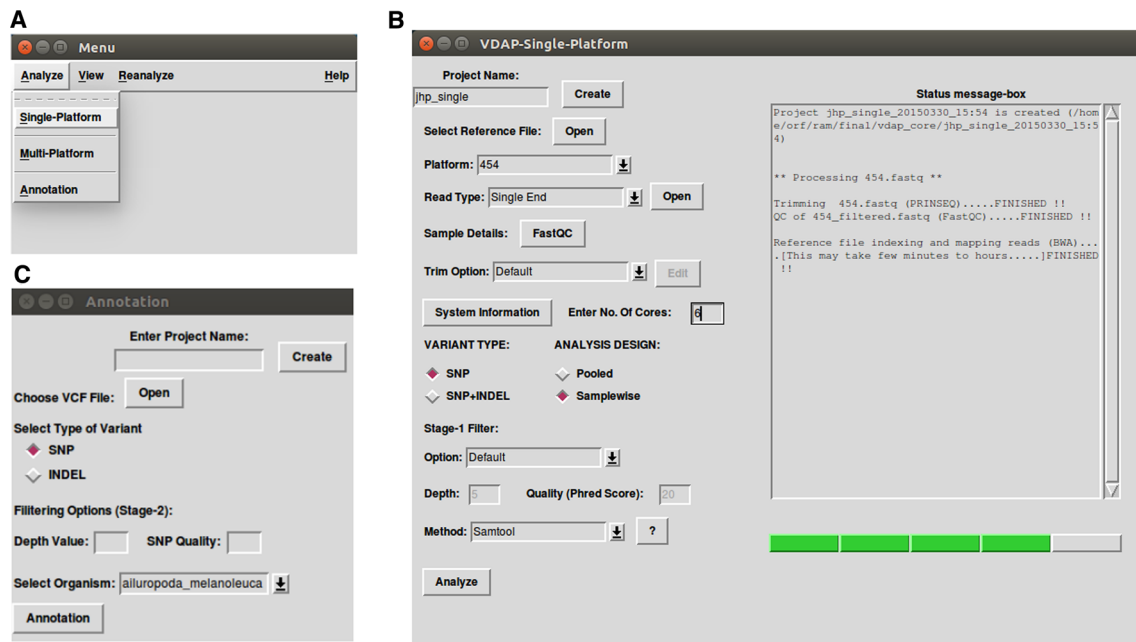 A
Menu
Analyze View Reanalyze Help
Single-Platform
Multi-Platform
Annotation
C
Annotation
Enter Project Name:
Create
Choose VCF File: Open
Select Type of Variant
SNP
INDEL
Filitering Options (Stage-2):
Depth Value: SNP Quality:
Select Organism: ailuropoda_melanoleuca
Annotation
B
VDAP-Single-Platform
Project Name:
jhp_single Create
Select Reference File: Open
Platform: 454
Read Type: Single End Open
Sample Details: FastQC
Trim Option: Default Edit
System Information Enter No. Of Cores: 6
VARIANT TYPE: ANALYSIS DESIGN:
SNP Pooled
SNP+INDEL Samplewise
Stage-1 Filter:
Option: Default
Depth: 5 Quality (Phred Score): 20
Method: Samtool ?
Analyze
Status message-box
Project jhp_single_20150330_15:54 is created (/hom
e/orf/ram/final/vdap_core/jhp_single_20150330_15:5
4)
** Processing 454.fastq **
Trimming 454.fastq (PRINSEQ).....FINISHED !!
QC of 454_filtered.fastq (FastQC).....FINISHED !!
Reference file indexing and mapping reads (BWA)...
.[This may take few minutes to hours.....]FINISHED
!!